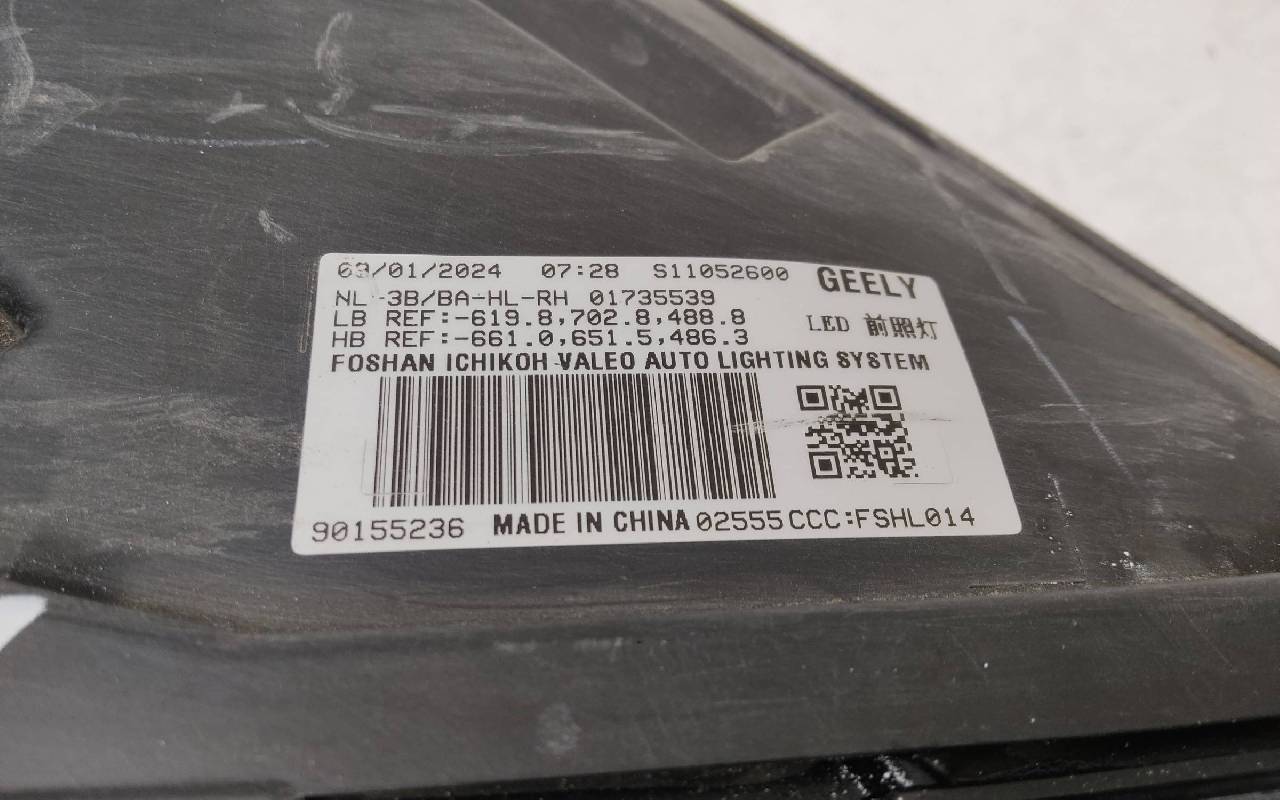 03/01/2024 07:28 S11052600 GEELY
NL-3B/BA-HL-RH 01735539
LB REF:-619.8,702.8,488.8 LED 前照灯
HB REF:-661.0,651.5,486.3
FOSHAN ICHIKOH VALEO AUTO LIGHTING SYSTEM
90155236 MADE IN CHINA 02555 CCC:FSHL014